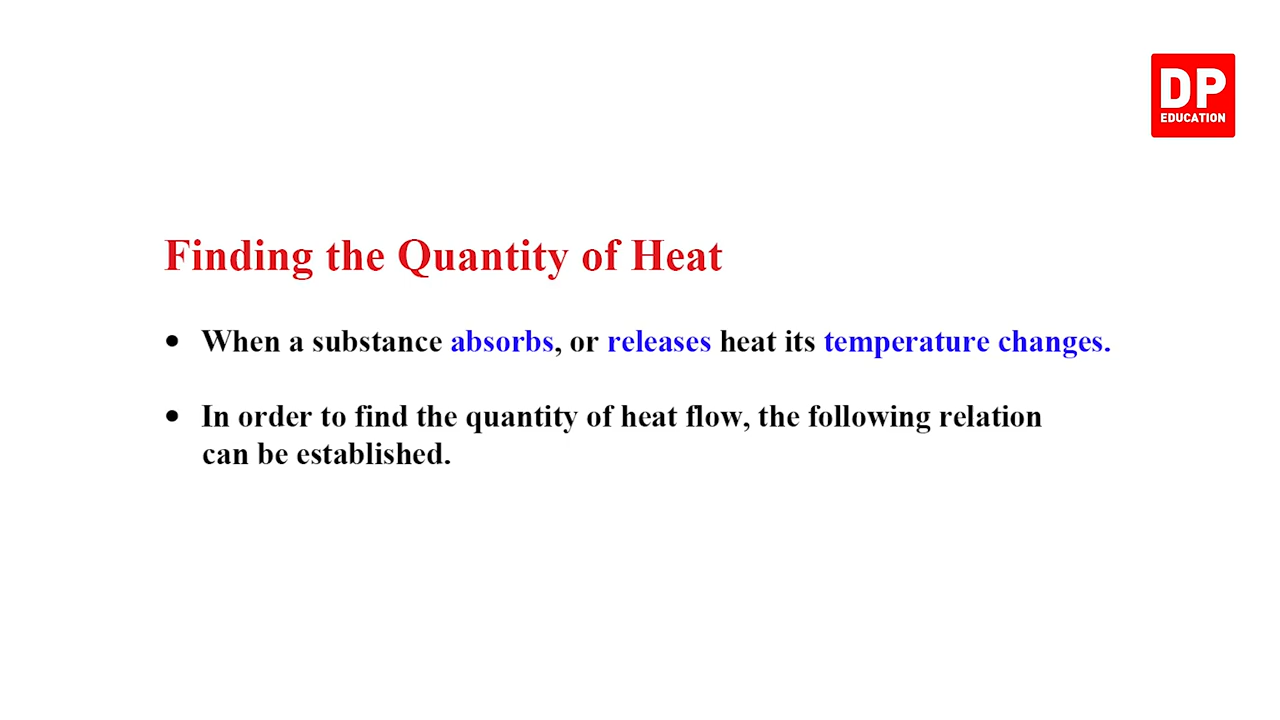 DP
EDUCATION
Finding the Quantity of Heat
• When a substance absorbs, or releases heat its temperature changes.
• In order to find the quantity of heat flow, the following relation
can be established.